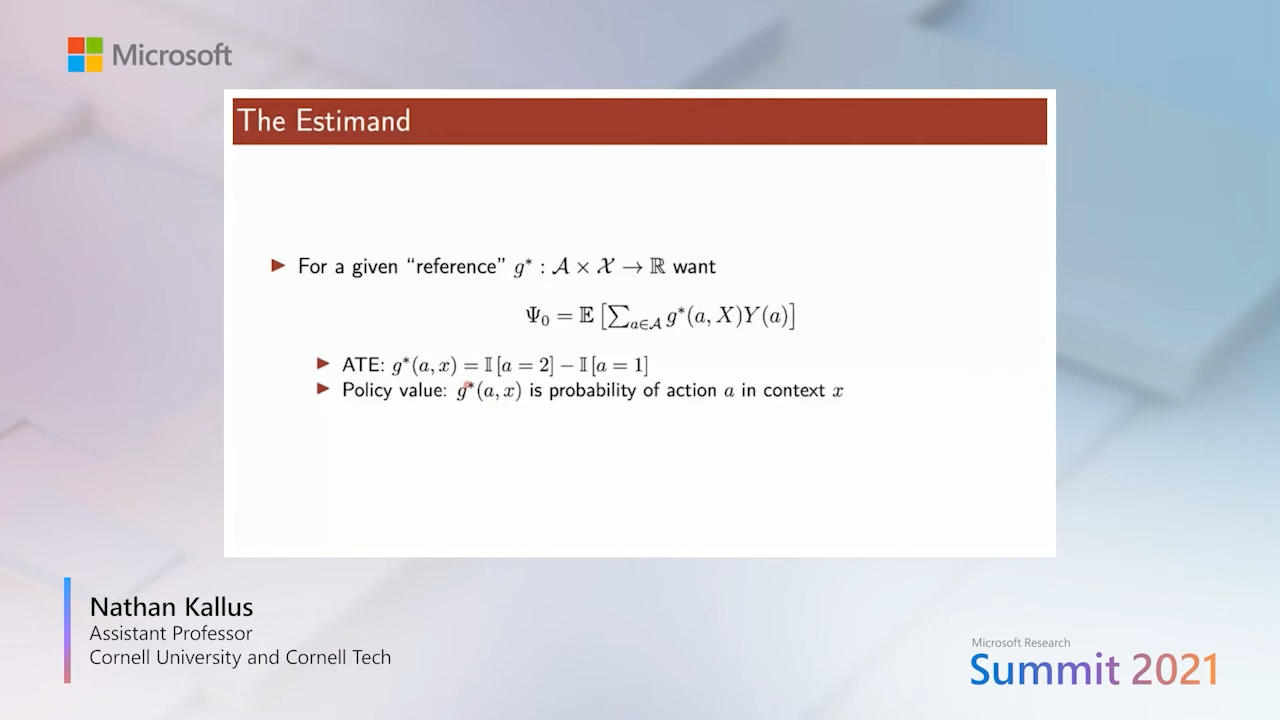 Microsoft
The Estimand
▶ For a given “reference” g* : 𝒜 × 𝒳 → ℝ want
Ψ₀ = 𝔼 [∑_{a∈𝒜} g*(a, X)Y(a)]
▶ ATE: g*(a, x) = 𝕀 [a = 2] − 𝕀 [a = 1]
▶ Policy value: g*(a, x) is probability of action a in context x
Nathan Kallus
Assistant Professor
Cornell University and Cornell Tech
Microsoft Research
Summit 2021